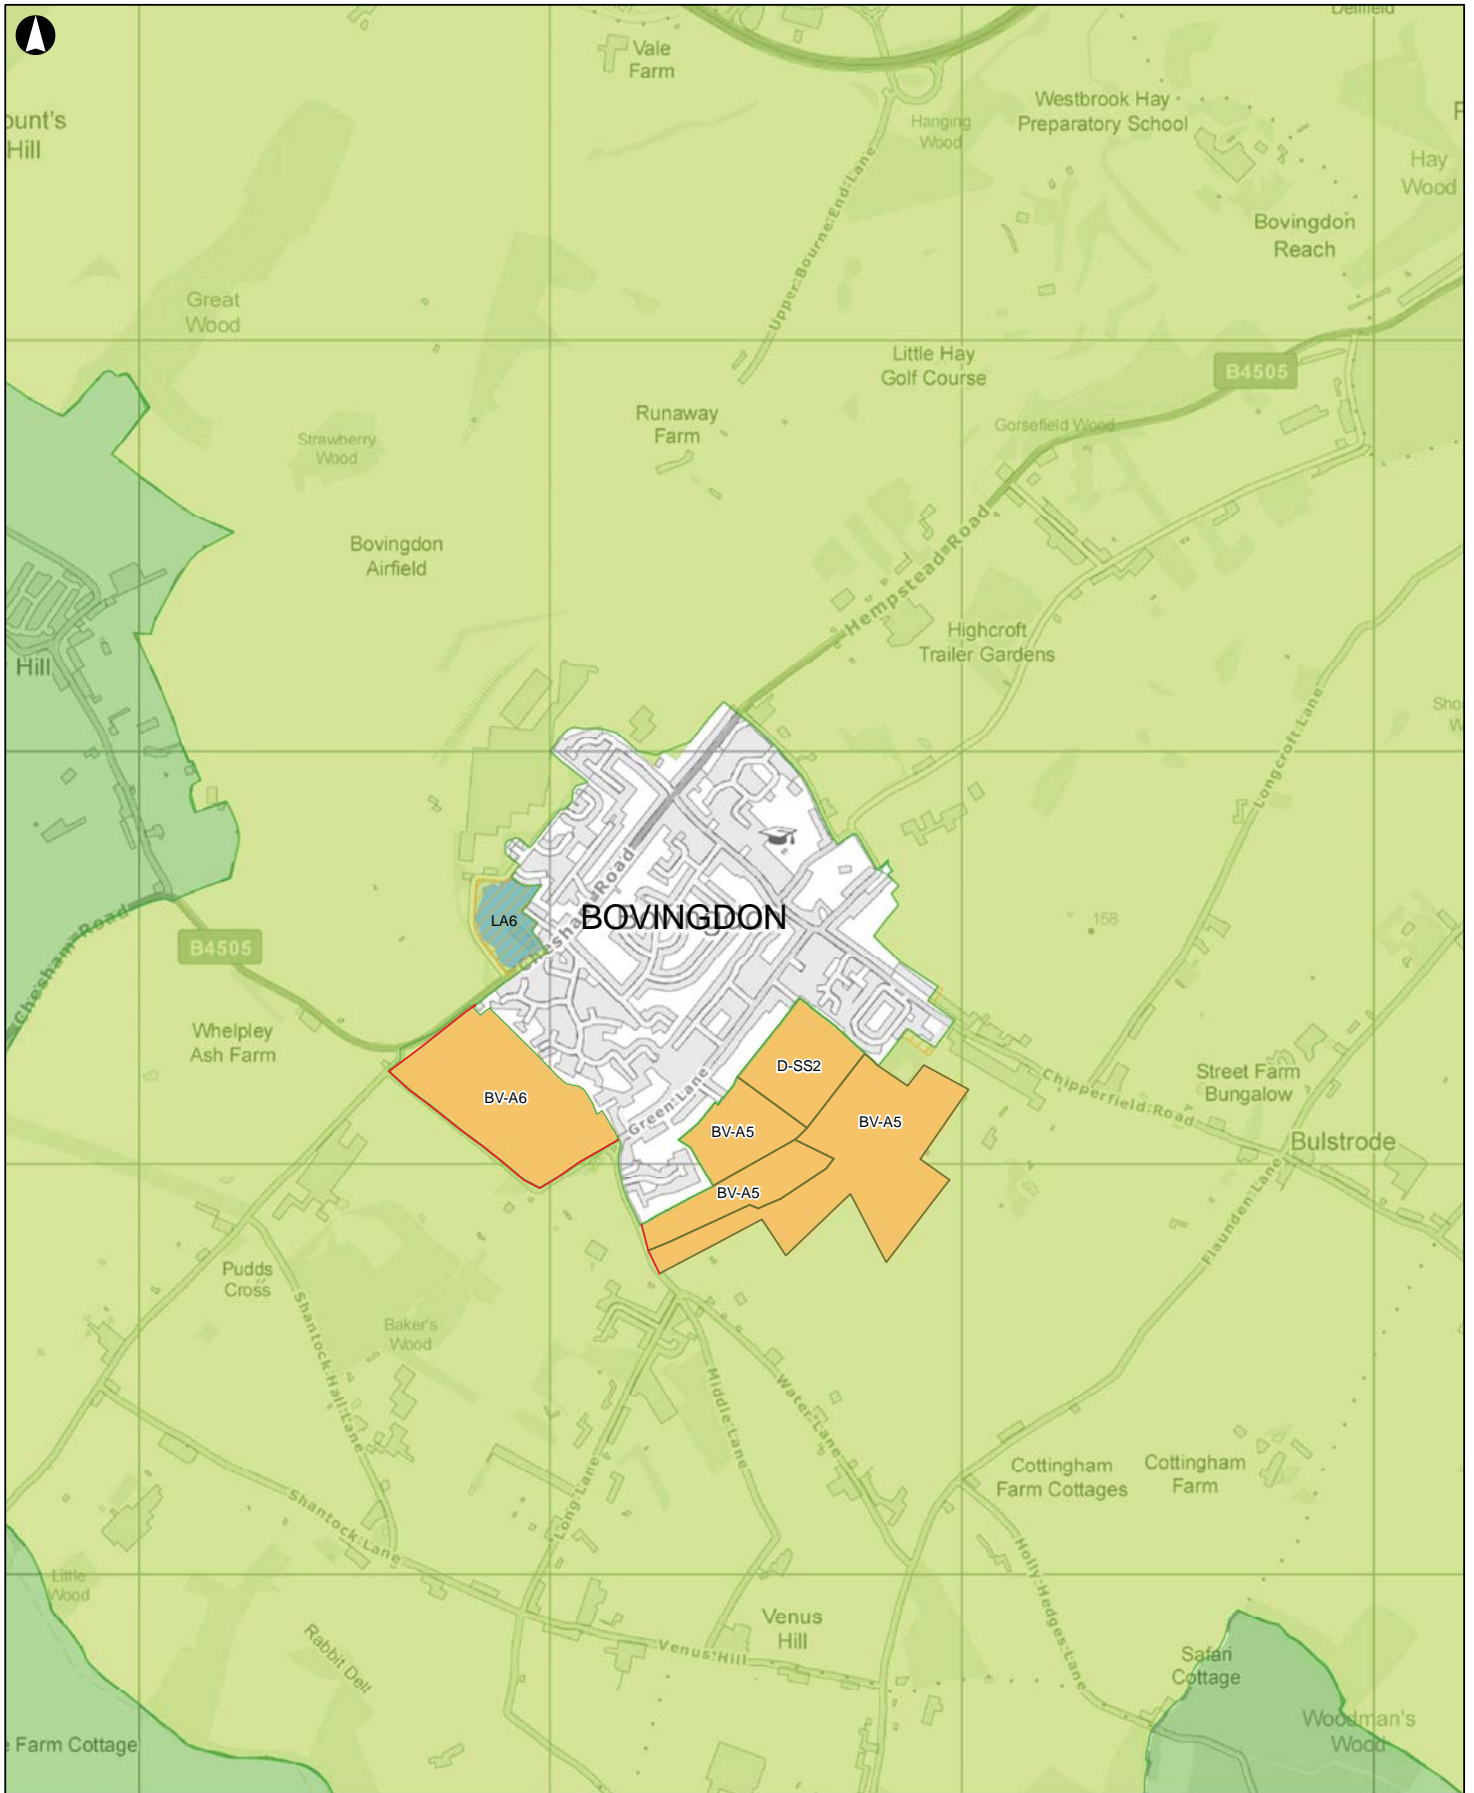 Vale
Farm
Westbrook Hay
Preparatory School
ount's
Hill
Hanging
Wood
Hay
Wood
Upper Bourne End Lane
Bovingdon
Reach
Great
Wood
Little Hay
Golf Course
B4505
Runaway
Farm
Gorsefield Wood
Strawberry
Wood
Bovingdon
Airfield
Hempstead Road
Highcroft
Trailer Gardens
Hill
Longcroft Lane
Chesham Road
LA6
BOVINGDON
Bovingdon
158
Chesham Road
B4505
Whelpley
Ash Farm
D-SS2
BV-A6
Green Lane
BV-A5
BV-A5
BV-A5
Chipperfield Road
Street Farm
Bungalow
Bulstrode
Flaunden Lane
Pudds
Cross
Shantock Hall Lane
Baker's
Wood
Middle Lane
Water Lane
Long Lane
Cottingham
Farm Cottages
Cottingham
Farm
Shantock Lane
Holly Hedges Lane
Little
Wood
Venus
Hill
Venus Hill
Rabbit Dell
Safari
Cottage
Woodman's
Wood
Farm Cottage